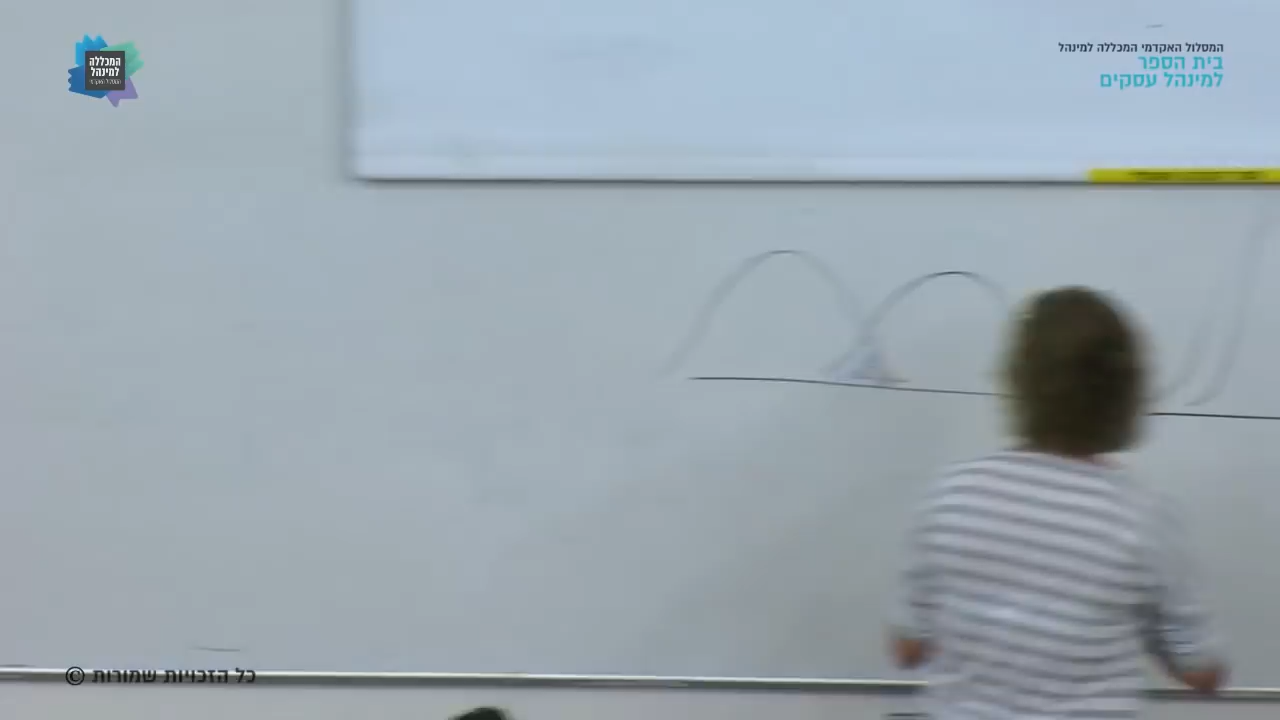 המסלול האקדמי המכללה למינהל
בית הספר
למינהל עסקים
המכללה
למינהל
כל הזכויות שמורות ©